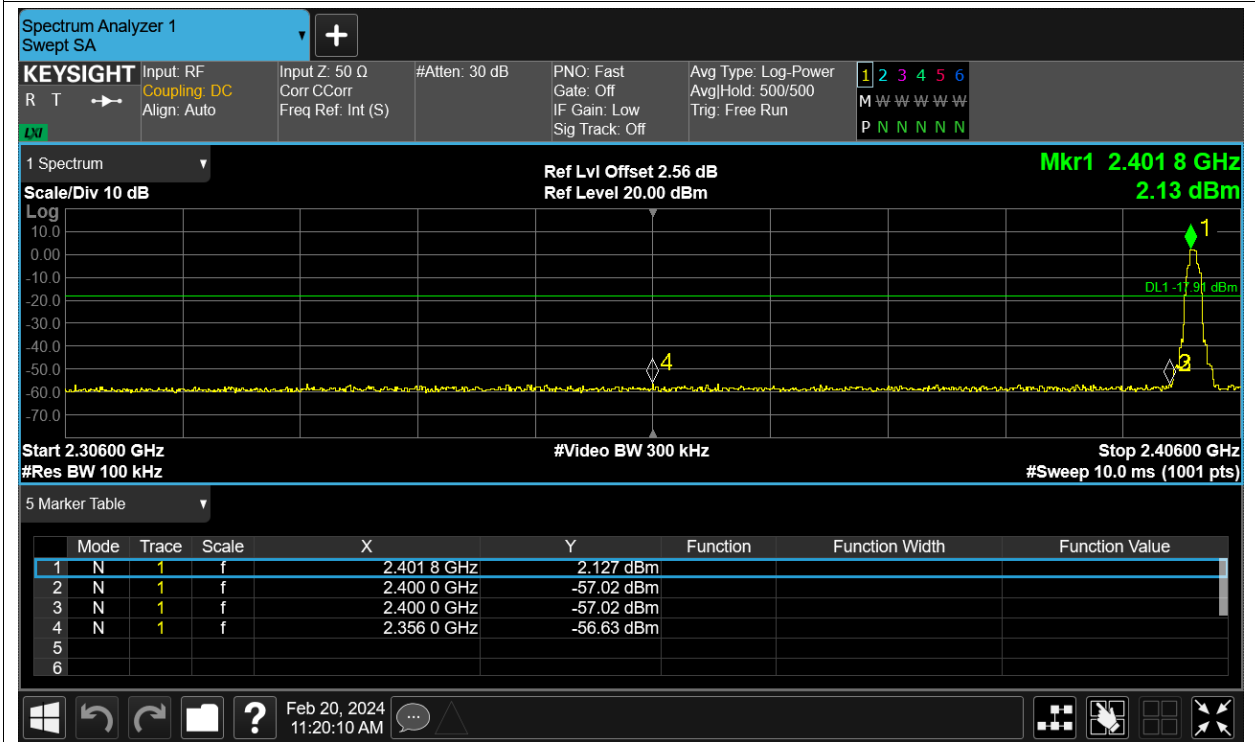 Spectrum Analyzer 1
Swept SA
+
KEYSIGHT
R T
LXI
Input: RF
Coupling: DC
Align: Auto
Input Z: 50 Ω
Corr CCorr
Freq Ref: Int (S)
#Atten: 30 dB
PNO: Fast
Gate: Off
IF Gain: Low
Sig Track: Off
Avg Type: Log-Power
Avg|Hold: 500/500
Trig: Free Run
1 2 3 4 5 6
M W W W W W
P N N N N N
1 Spectrum
Scale/Div 10 dB
Ref Lvl Offset 2.56 dB
Ref Level 20.00 dBm
Mkr1 2.401 8 GHz
2.13 dBm
Log
10.0
0.00
-10.0
-20.0
-30.0
-40.0
-50.0
-60.0
-70.0
1
DL1 -17.91 dBm
4
Start 2.30600 GHz
#Res BW 100 kHz
#Video BW 300 kHz
Stop 2.40600 GHz
#Sweep 10.0 ms (1001 pts)
5 Marker Table
Mode Trace Scale X Y Function Function Width Function Value
1 N 1 f 2.401 8 GHz 2.127 dBm
2 N 1 f 2.400 0 GHz -57.02 dBm
3 N 1 f 2.400 0 GHz -57.02 dBm
4 N 1 f 2.356 0 GHz -56.63 dBm
5
6
?
Feb 20, 2024
11:20:10 AM